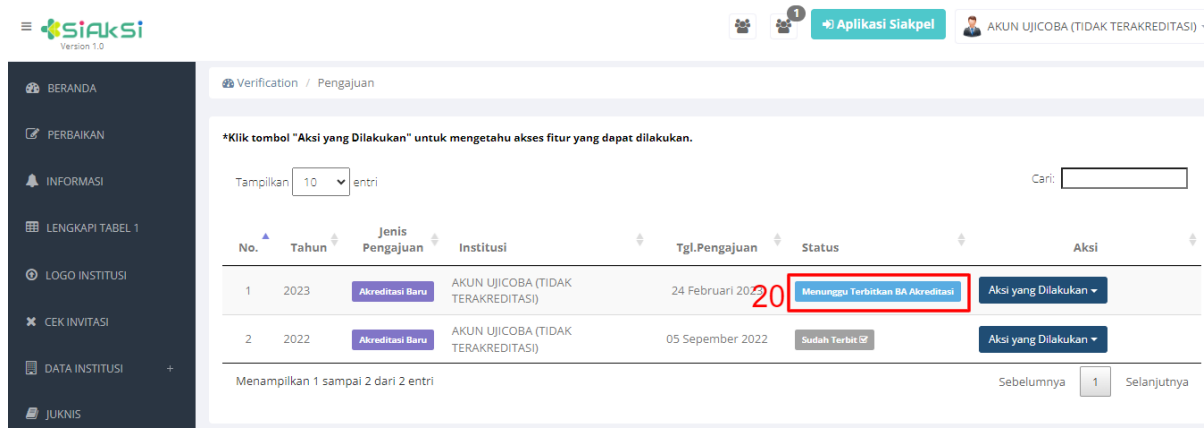 ≡ SiAkSi
Version 1.0
1
Aplikasi Siakpel
AKUN UJICOBA (TIDAK TERAKREDITASI)
BERANDA
PERBAIKAN
INFORMASI
LENGKAPI TABEL 1
LOGO INSTITUSI
CEK INVITASI
DATA INSTITUSI +
JUKNIS
Verification / Pengajuan
*Klik tombol "Aksi yang Dilakukan" untuk mengetahu akses fitur yang dapat dilakukan.
Tampilkan 10 entri
Cari:
No. Tahun Jenis Pengajuan Institusi Tgl.Pengajuan Status Aksi
1 2023 Akreditasi Baru AKUN UJICOBA (TIDAK TERAKREDITASI) 24 Februari 2023 Menunggu Terbitkan BA Akreditasi Aksi yang Dilakukan
20
2 2022 Akreditasi Baru AKUN UJICOBA (TIDAK TERAKREDITASI) 05 Sepember 2022 Sudah Terbit Aksi yang Dilakukan
Menampilkan 1 sampai 2 dari 2 entri
Sebelumnya 1 Selanjutnya